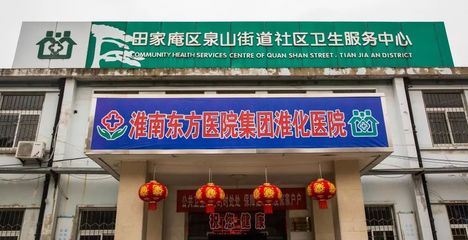 田家庵区泉山街道社区卫生服务中心
COMMUNITY HEALTH SERVICES CENTRE OF QUAN SHAN STREET, TIAN JIA AN DISTRICT
淮南东方医院集团淮化医院
祝您健康